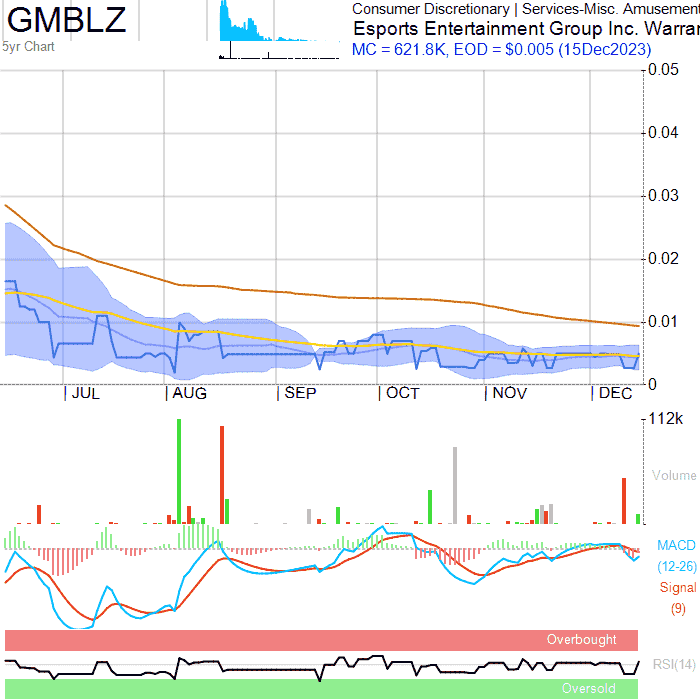 GMBLZ
5yr Chart
Consumer Discretionary | Services-Misc. Amusement
Esports Entertainment Group Inc. Warran
MC = 621.8K, EOD = $0.005 (15Dec2023)
0.05
0.04
0.03
0.02
0.01
0
JUL
AUG
SEP
OCT
NOV
DEC
112k
Volume
MACD
(12-26)
Signal
(9)
Overbought
RSI(14)
Oversold